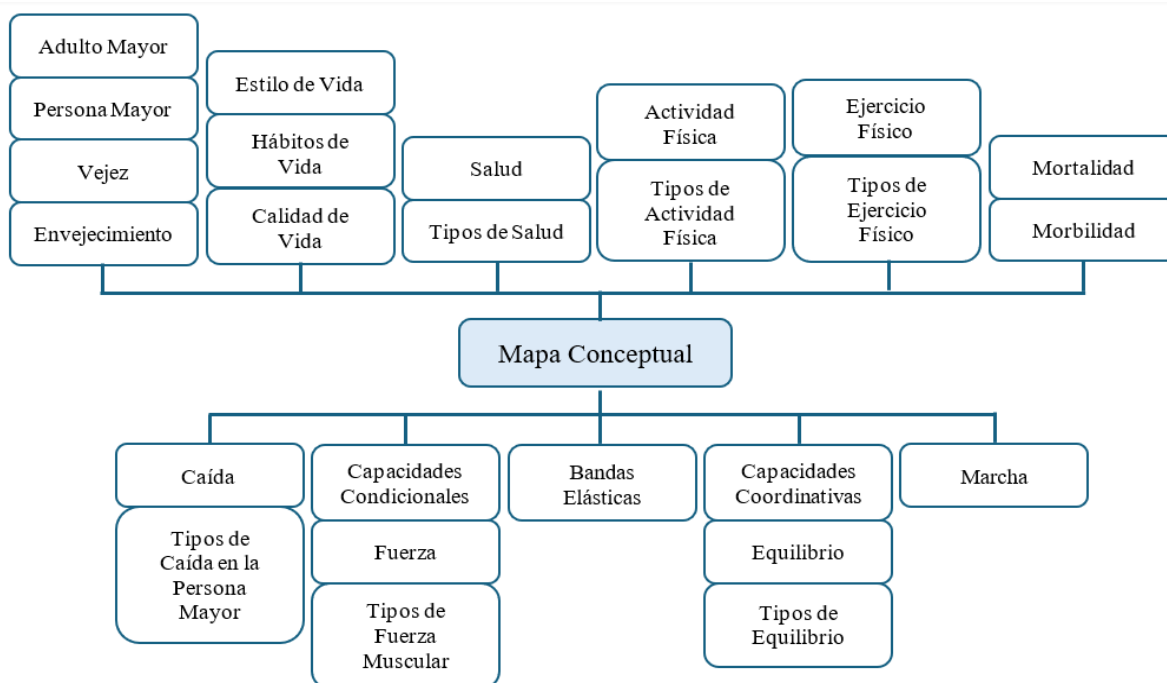 Adulto Mayor
Persona Mayor
Vejez
Envejecimiento
Estilo de Vida
Hábitos de
Vida
Calidad de
Vida
Salud
Tipos de Salud
Actividad
Física
Tipos de
Actividad
Física
Ejercicio
Físico
Tipos de
Ejercicio
Físico
Mortalidad
Morbilidad
Mapa Conceptual
Caída
Tipos de
Caída en la
Persona
Mayor
Capacidades
Condicionales
Fuerza
Tipos de
Fuerza
Muscular
Bandas
Elásticas
Capacidades
Coordinativas
Equilibrio
Tipos de
Equilibrio
Marcha